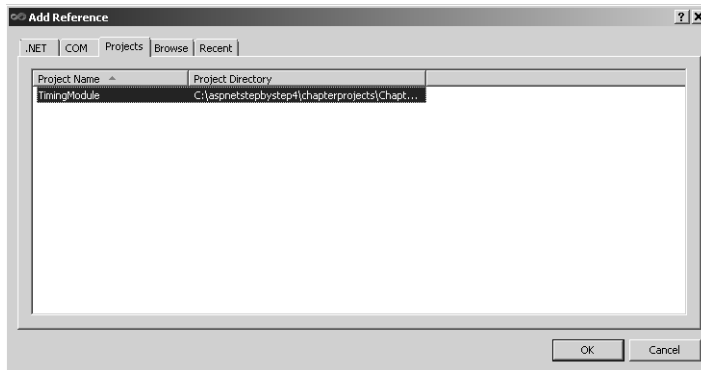 Add Reference
.NET COM Projects Browse Recent
Project Name Project Directory
TimingModule C:\aspnetstepbystep4\chapterprojects\Chapt...
OK Cancel